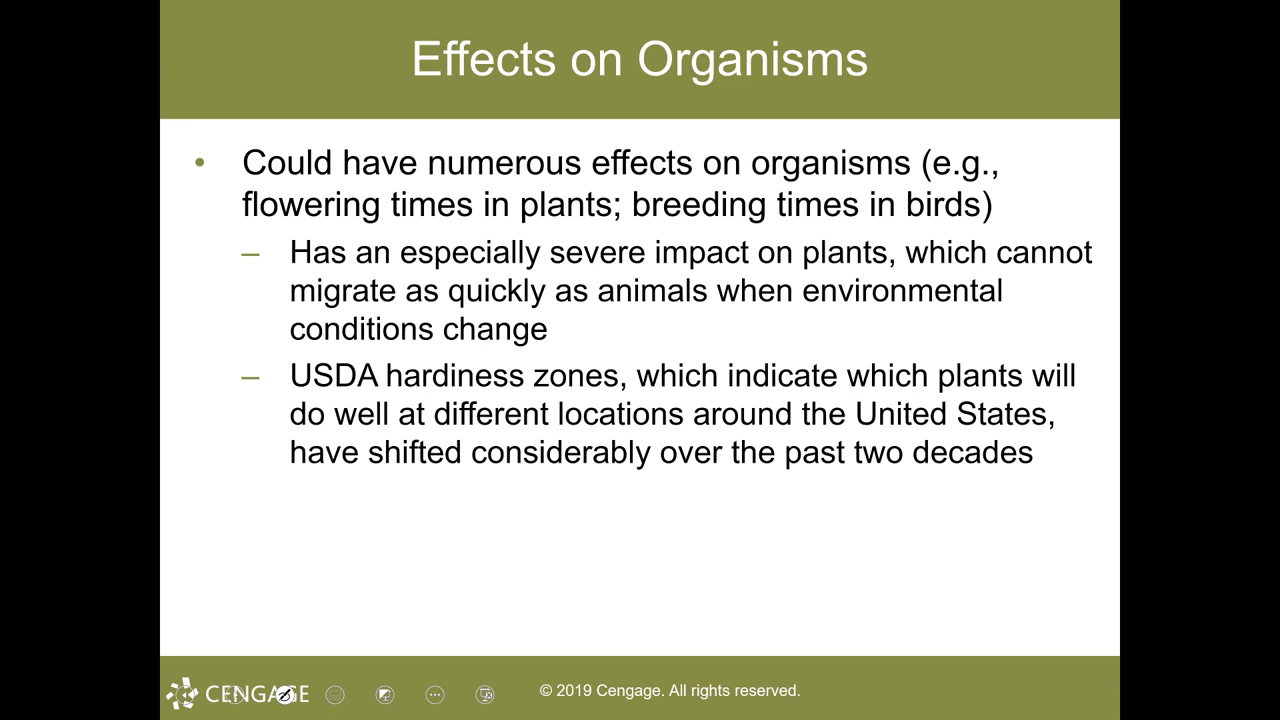 Effects on Organisms
• Could have numerous effects on organisms (e.g.,
flowering times in plants; breeding times in birds)
– Has an especially severe impact on plants, which cannot
migrate as quickly as animals when environmental
conditions change
– USDA hardiness zones, which indicate which plants will
do well at different locations around the United States,
have shifted considerably over the past two decades
CENGAGE
© 2019 Cengage. All rights reserved.